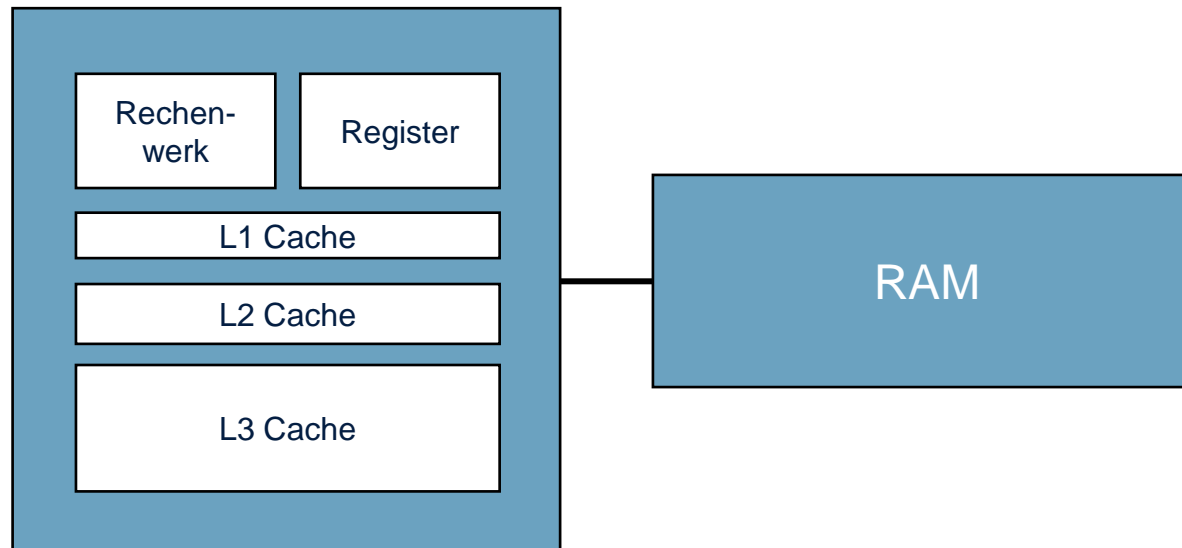 Rechen-
werk
Register
L1 Cache
L2 Cache
L3 Cache
RAM